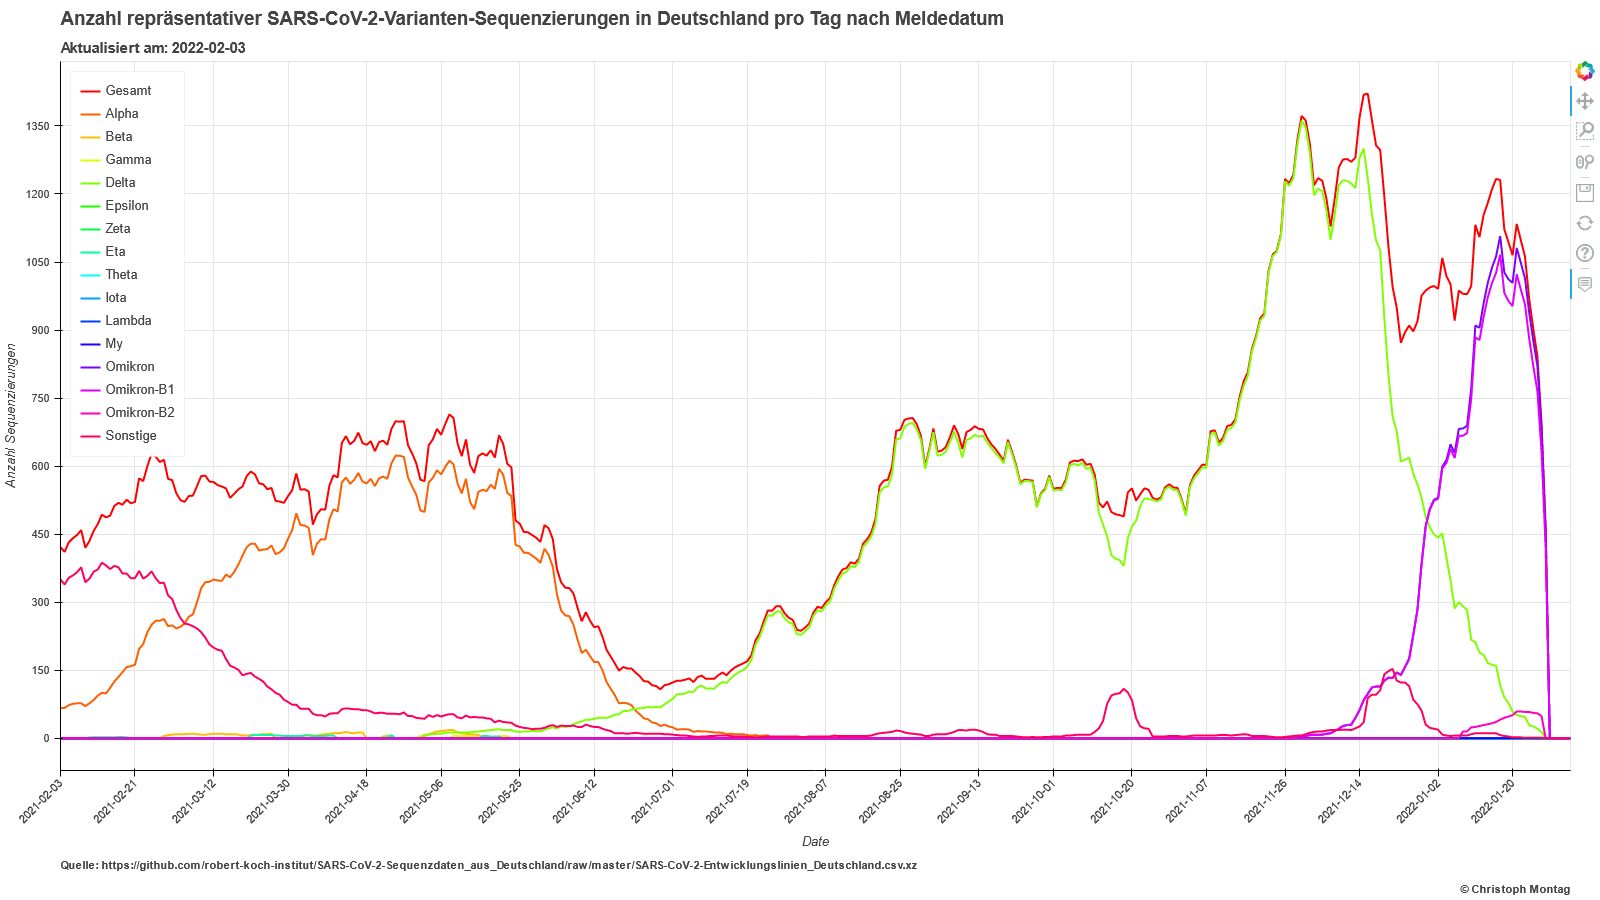 Anzahl repräsentativer SARS-CoV-2-Varianten-Sequenzierungen in Deutschland pro Tag nach Meldedatum
Aktualisiert am: 2022-02-03
Gesamt
Alpha
Beta
Gamma
Delta
Epsilon
Zeta
Eta
Theta
Iota
Lambda
My
Omikron
Omikron-B1
Omikron-B2
Sonstige
1350
1200
1050
900
750
600
450
300
150
0
Anzahl Sequenzierungen
2021-02-03
2021-02-21
2021-03-12
2021-03-30
2021-04-18
2021-05-06
2021-05-25
2021-06-12
2021-07-01
2021-07-19
2021-08-07
2021-08-25
2021-09-13
2021-10-01
2021-10-20
2021-11-07
2021-11-26
2021-12-14
2022-01-02
2022-01-20
Date
Quelle: https://github.com/robert-koch-institut/SARS-CoV-2-Sequenzdaten_aus_Deutschland/raw/master/SARS-CoV-2-Entwicklungslinien_Deutschland.csv.xz
© Christoph Montag